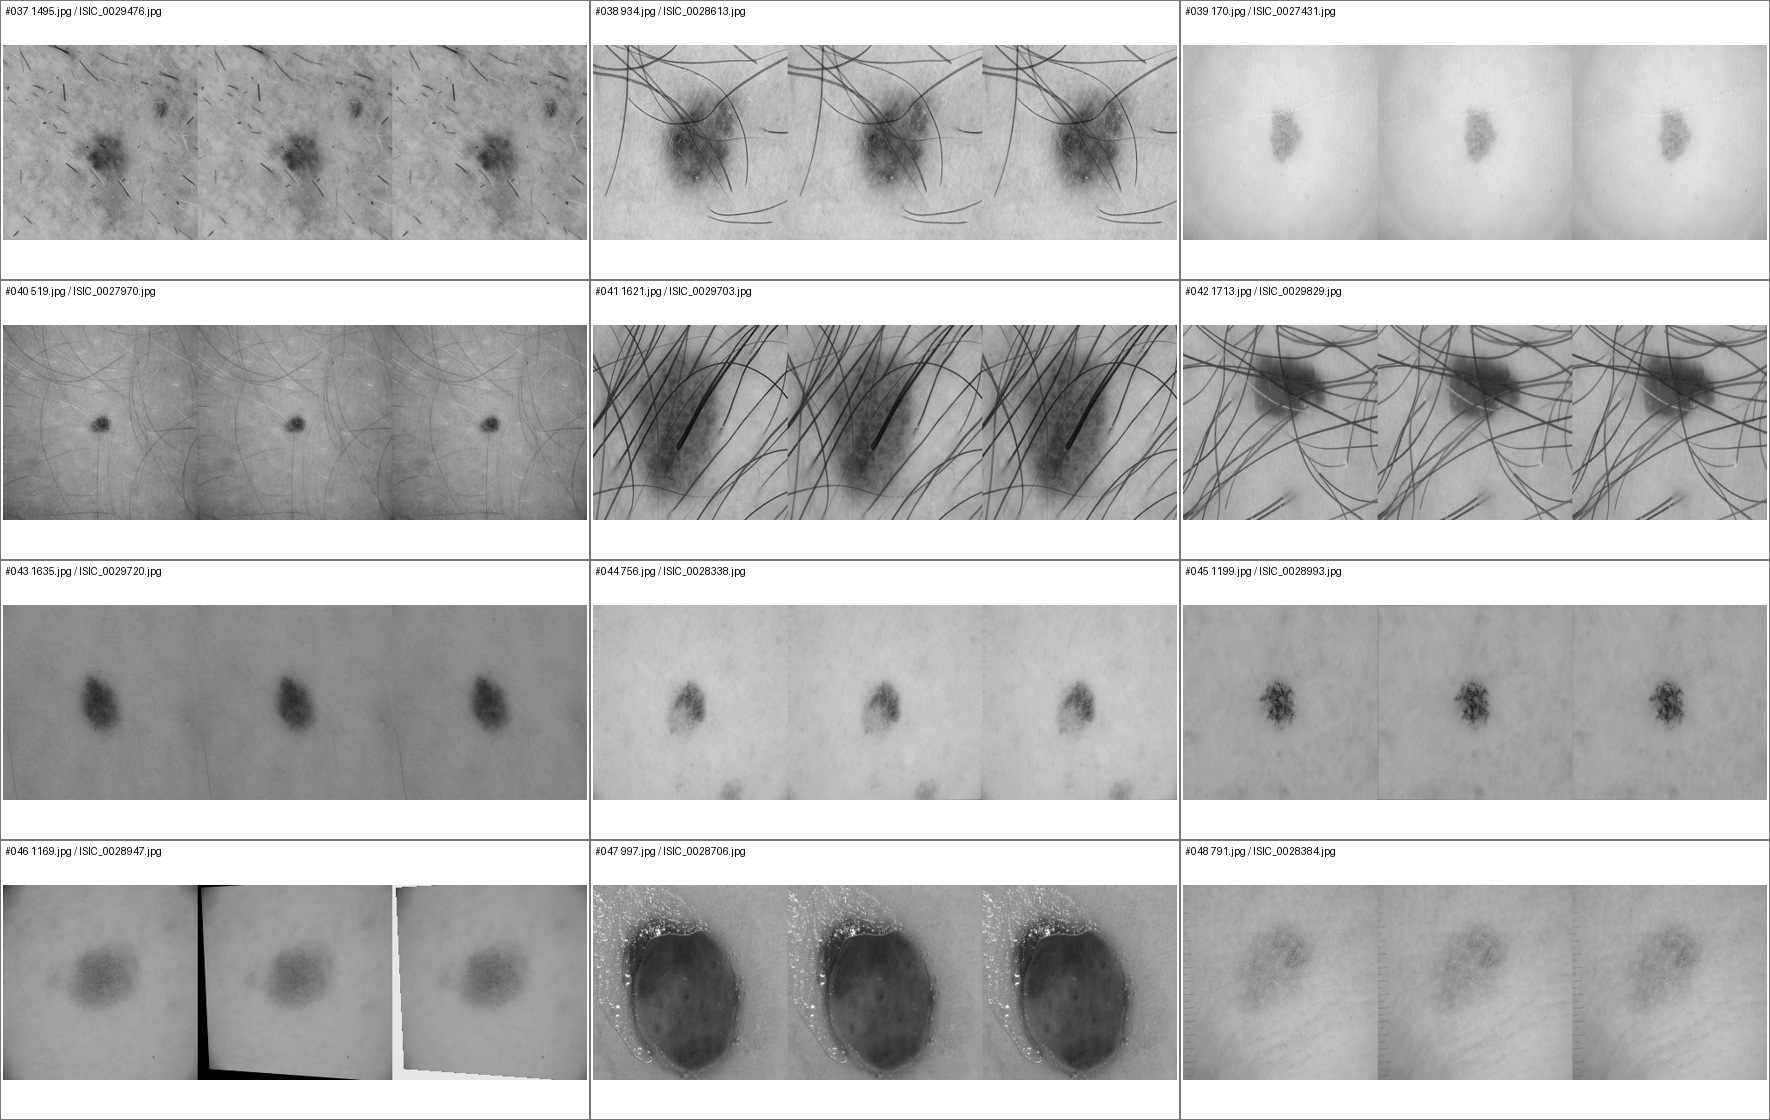 #037 1495.jpg / ISIC_0029476.jpg
#038 934.jpg / ISIC_0028613.jpg
#039 170.jpg / ISIC_0027431.jpg
#040 519.jpg / ISIC_0027970.jpg
#041 1621.jpg / ISIC_0029703.jpg
#042 1713.jpg / ISIC_0029829.jpg
#043 1635.jpg / ISIC_0029720.jpg
#044 756.jpg / ISIC_0028338.jpg
#045 1199.jpg / ISIC_0028993.jpg
#046 1169.jpg / ISIC_0028947.jpg
#047 997.jpg / ISIC_0028706.jpg
#048 791.jpg / ISIC_0028384.jpg